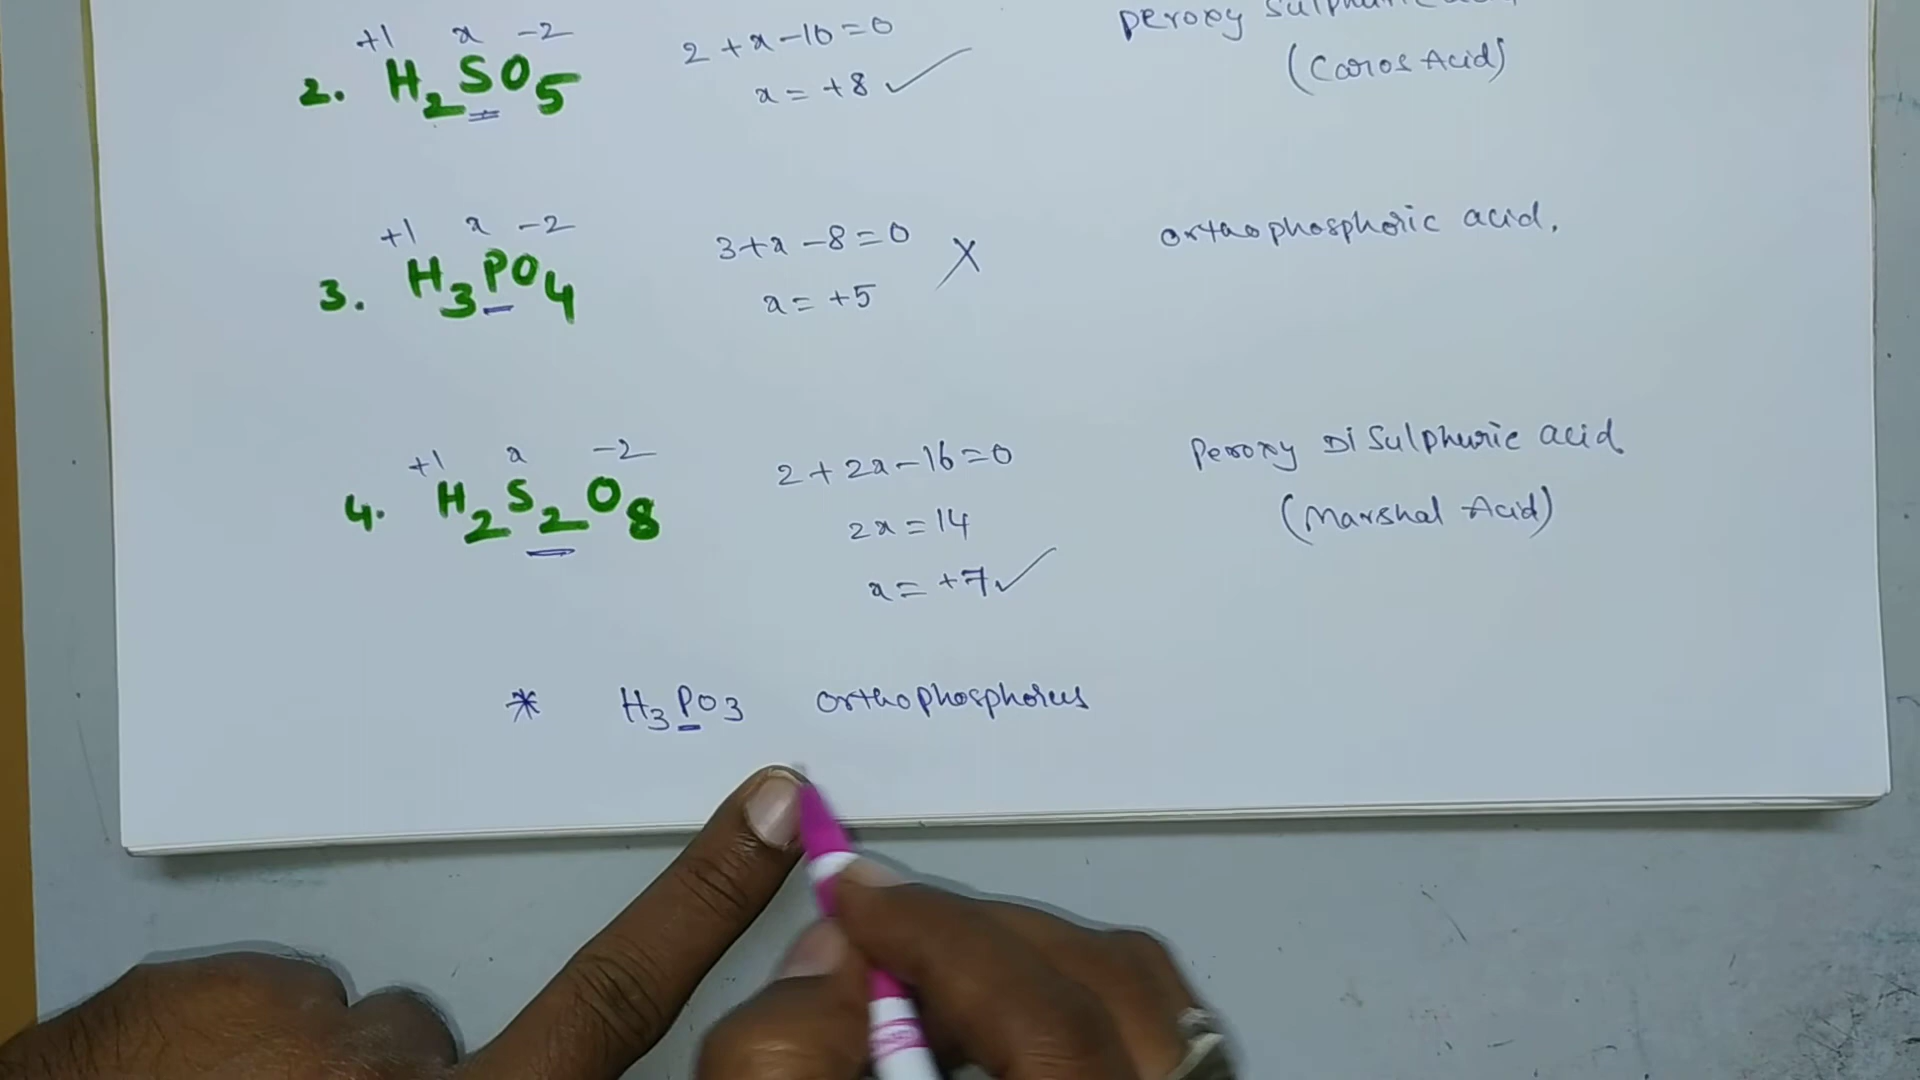 +1 x -2
2. H2SO5
2 + x - 10 = 0
x = +8 ✓
Peroxy
(Caros Acid)
+1 x -2
3. H3PO4
3 + x - 8 = 0
x = +5 X
orthophosphoric acid.
+1 x -2
4. H2S2O8
2 + 2x - 16 = 0
2x = 14
x = +7 ✓
Peroxy Di Sulphuric acid
(Marshal Acid)
* H3PO3 orthophosphorus